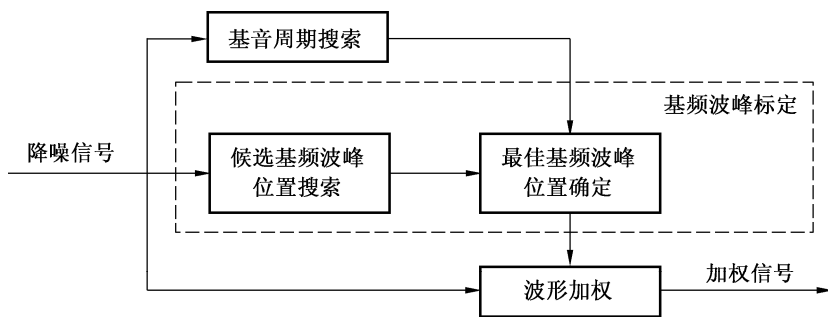 基音周期搜索
基频波峰标定
降噪信号
候选基频波峰
位置搜索
最佳基频波峰
位置确定
波形加权
加权信号